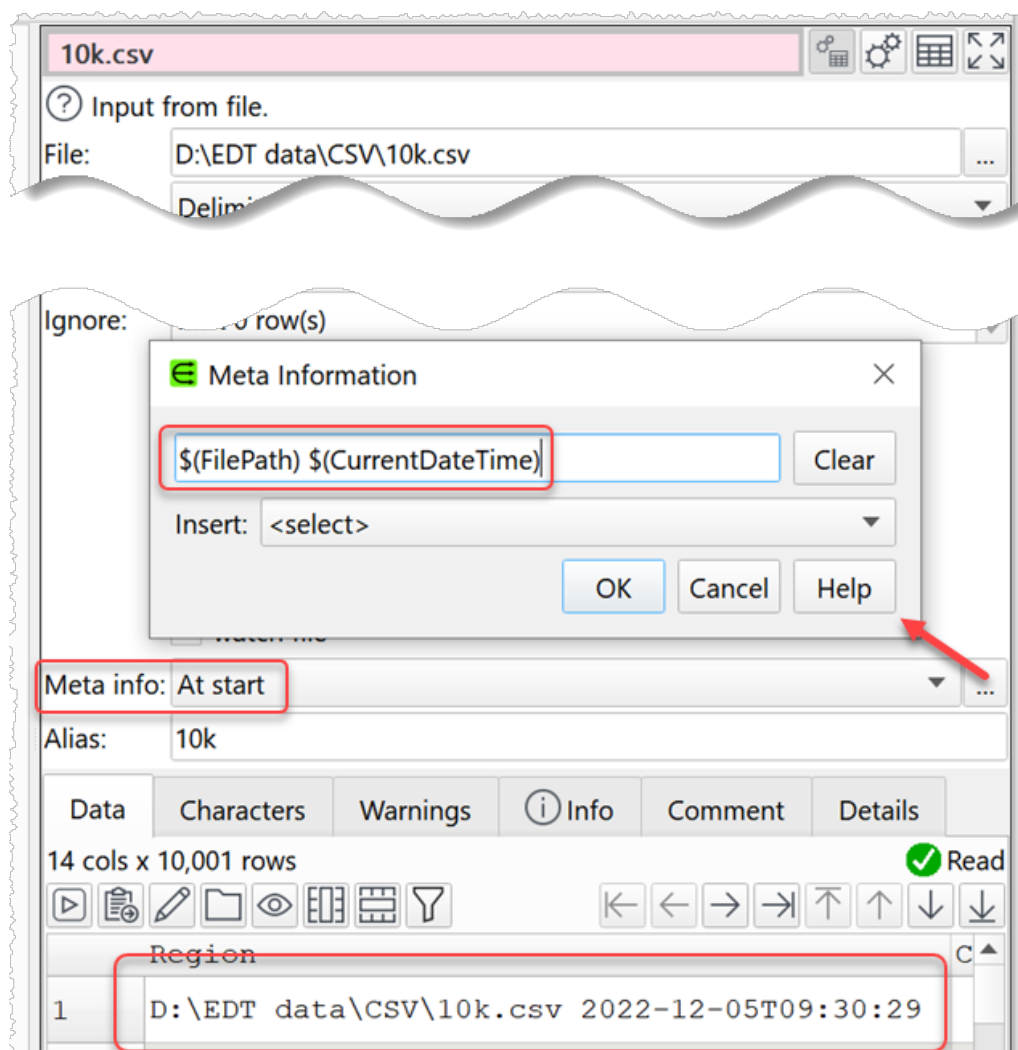 10k.csv
Input from file.
File: D:\EDT data\CSV\10k.csv ...
Ignore: row(s)
Meta Information
$(FilePath) $(CurrentDateTime)
Clear
Insert: <select>
OK Cancel Help
Meta info: At start ...
Alias: 10k
Data Characters Warnings Info Comment Details
14 cols x 10,001 rows Read
Region C
1 D:\EDT data\CSV\10k.csv 2022-12-05T09:30:29